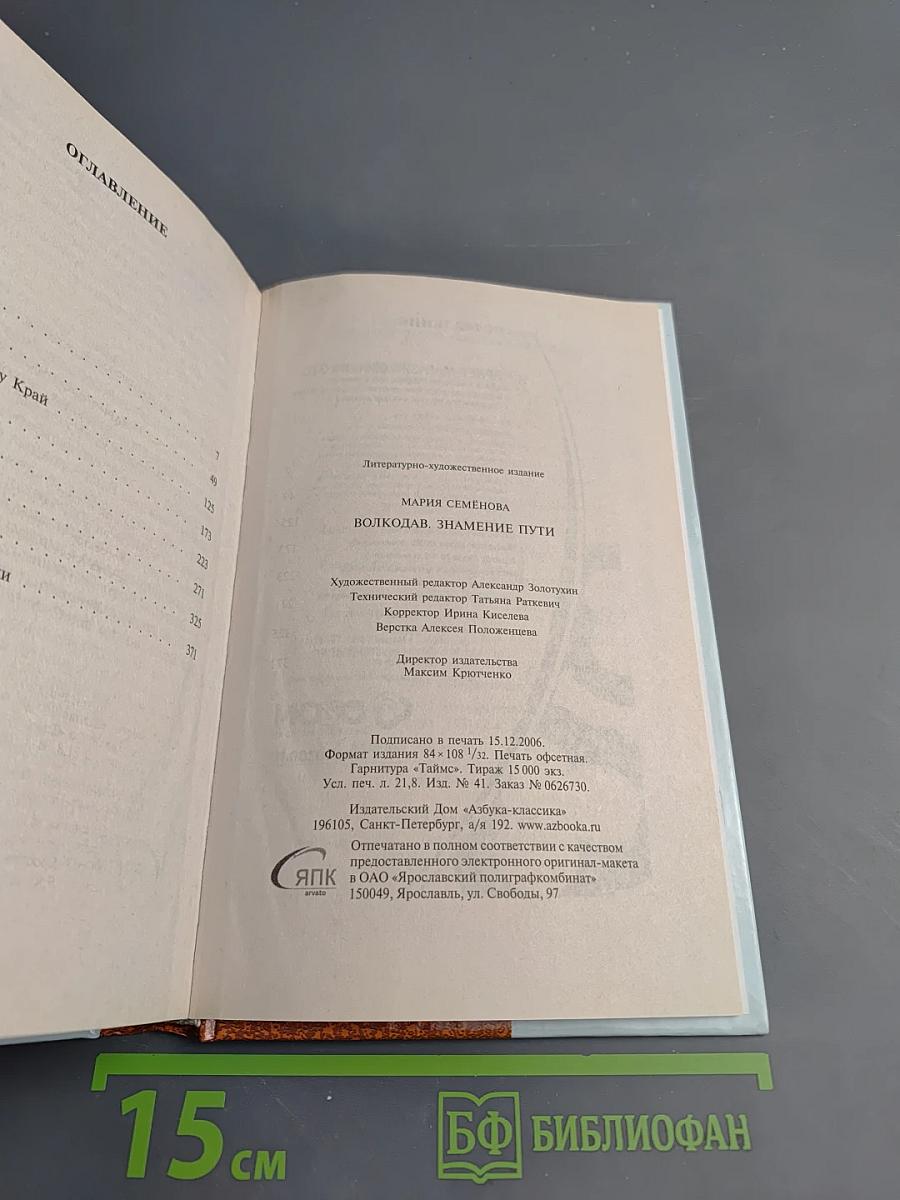 ОГЛАВЛЕНИЕ
у Край
7
49
125
173
223
271
325
371
Литературно-художественное издание
МАРИЯ СЕМЁНОВА
ВОЛКОДАВ. ЗНАМЕНИЕ ПУТИ
Художественный редактор Александр Золотухин
Технический редактор Татьяна Раткевич
Корректор Ирина Киселева
Верстка Алексея Положенцева
Директор издательства
Максим Крютченко
Подписано в печать 15.12.2006.
Формат издания 84×108 1/32. Печать офсетная.
Гарнитура «Таймс». Тираж 15 000 экз.
Усл. печ. л. 21,8. Изд. № 41. Заказ № 0626730.
Издательский Дом «Азбука-классика»
196105, Санкт-Петербург, а/я 192. www.azbooka.ru
ЯПК
arvato
Отпечатано в полном соответствии с качеством
предоставленного электронного оригинал-макета
в ОАО «Ярославский полиграфкомбинат»
150049, Ярославль, ул. Свободы, 97
15 см
БФ БИБ�лИОФАН